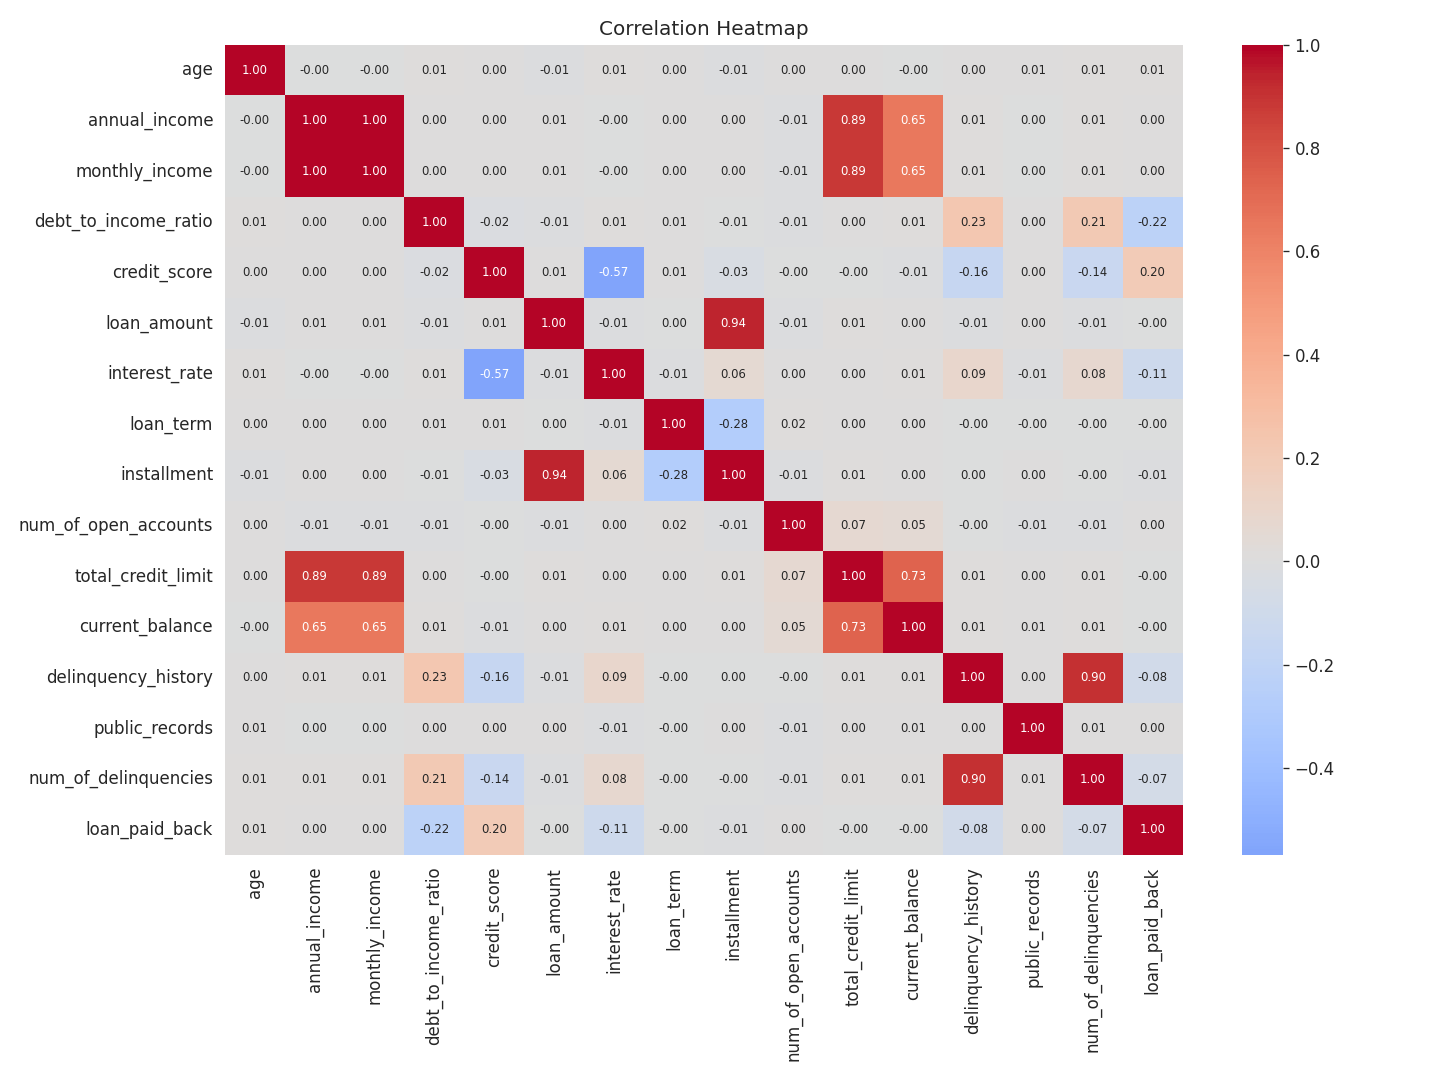 Correlation Heatmap
age 1.00 -0.00 -0.00 0.01 0.00 -0.01 0.01 0.00 -0.01 0.00 0.00 -0.00 0.00 0.01 0.01 0.01
annual_income -0.00 1.00 1.00 0.00 0.00 0.01 -0.00 0.00 0.00 -0.01 0.89 0.65 0.01 0.00 0.01 0.00
monthly_income -0.00 1.00 1.00 0.00 0.00 0.01 -0.00 0.00 0.00 -0.01 0.89 0.65 0.01 0.00 0.01 0.00
debt_to_income_ratio 0.01 0.00 0.00 1.00 -0.02 -0.01 0.01 0.01 -0.01 -0.01 0.00 0.01 0.23 0.00 0.21 -0.22
credit_score 0.00 0.00 0.00 -0.02 1.00 0.01 -0.57 0.01 -0.03 -0.00 -0.00 -0.01 -0.16 0.00 -0.14 0.20
loan_amount -0.01 0.01 0.01 -0.01 0.01 1.00 -0.01 0.00 0.94 -0.01 0.01 0.00 -0.01 0.00 -0.01 -0.00
interest_rate 0.01 -0.00 -0.00 0.01 -0.57 -0.01 1.00 -0.01 0.06 0.00 0.00 0.01 0.09 -0.01 0.08 -0.11
loan_term 0.00 0.00 0.00 0.01 0.01 0.00 -0.01 1.00 -0.28 0.02 0.00 0.00 -0.00 -0.00 -0.00 -0.00
installment -0.01 0.00 0.00 -0.01 -0.03 0.94 0.06 -0.28 1.00 -0.01 0.01 0.00 0.00 0.00 -0.00 -0.01
num_of_open_accounts 0.00 -0.01 -0.01 -0.01 -0.00 -0.01 0.00 0.02 -0.01 1.00 0.07 0.05 -0.00 -0.01 -0.01 0.00
total_credit_limit 0.00 0.89 0.89 0.00 -0.00 0.01 0.00 0.00 0.01 0.07 1.00 0.73 0.01 0.00 0.01 -0.00
current_balance -0.00 0.65 0.65 0.01 -0.01 0.00 0.01 0.00 0.00 0.05 0.73 1.00 0.01 0.01 0.01 -0.00
delinquency_history 0.00 0.01 0.01 0.23 -0.16 -0.01 0.09 -0.00 0.00 -0.00 0.01 0.01 1.00 0.00 0.90 -0.08
public_records 0.01 0.00 0.00 0.00 0.00 0.00 -0.01 -0.00 0.00 -0.01 0.00 0.01 0.00 1.00 0.01 0.00
num_of_delinquencies 0.01 0.01 0.01 0.21 -0.14 -0.01 0.08 -0.00 -0.00 -0.01 0.01 0.01 0.90 0.01 1.00 -0.07
loan_paid_back 0.01 0.00 0.00 -0.22 0.20 -0.00 -0.11 -0.00 -0.01 0.00 -0.00 -0.00 -0.08 0.00 -0.07 1.00
age
annual_income
monthly_income
debt_to_income_ratio
credit_score
loan_amount
interest_rate
loan_term
installment
num_of_open_accounts
total_credit_limit
current_balance
delinquency_history
public_records
num_of_delinquencies
loan_paid_back
1.0
0.8
0.6
0.4
0.2
0.0
−0.2
−0.4